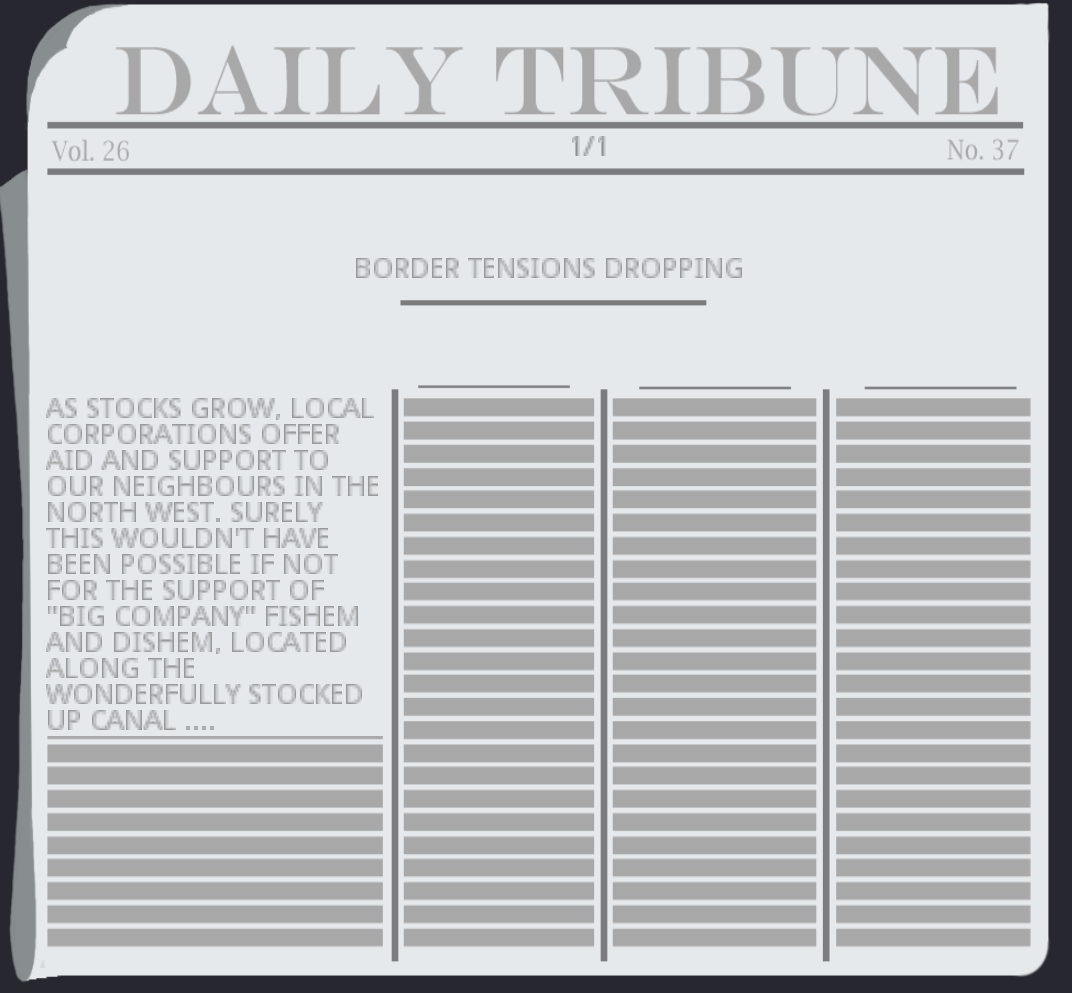 DAILY TRIBUNE
Vol. 26
1/1
No. 37
BORDER TENSIONS DROPPING
AS STOCKS GROW, LOCAL
CORPORATIONS OFFER
AID AND SUPPORT TO
OUR NEIGHBOURS IN THE
NORTH WEST. SURELY
THIS WOULDN'T HAVE
BEEN POSSIBLE IF NOT
FOR THE SUPPORT OF
"BIG COMPANY" FISHEM
AND DISHEM, LOCATED
ALONG THE
WONDERFULLY STOCKED
UP CANAL ....